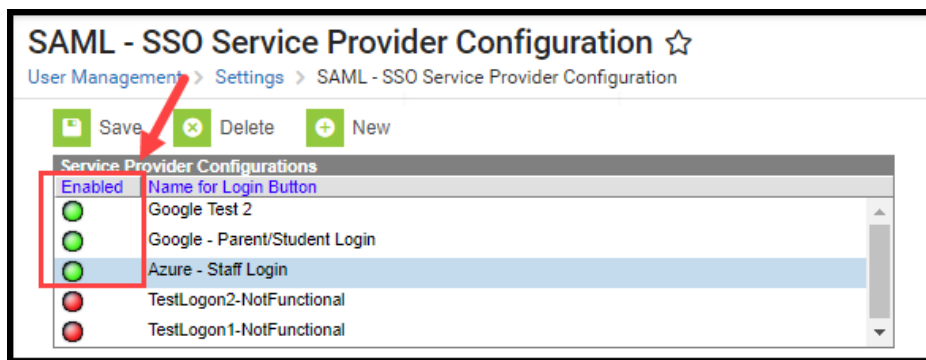 SAML - SSO Service Provider Configuration
User Management > Settings > SAML - SSO Service Provider Configuration
Save Delete New
Service Provider Configurations
Enabled Name for Login Button
Google Test 2
Google - Parent/Student Login
Azure - Staff Login
TestLogon2-NotFunctional
TestLogon1-NotFunctional